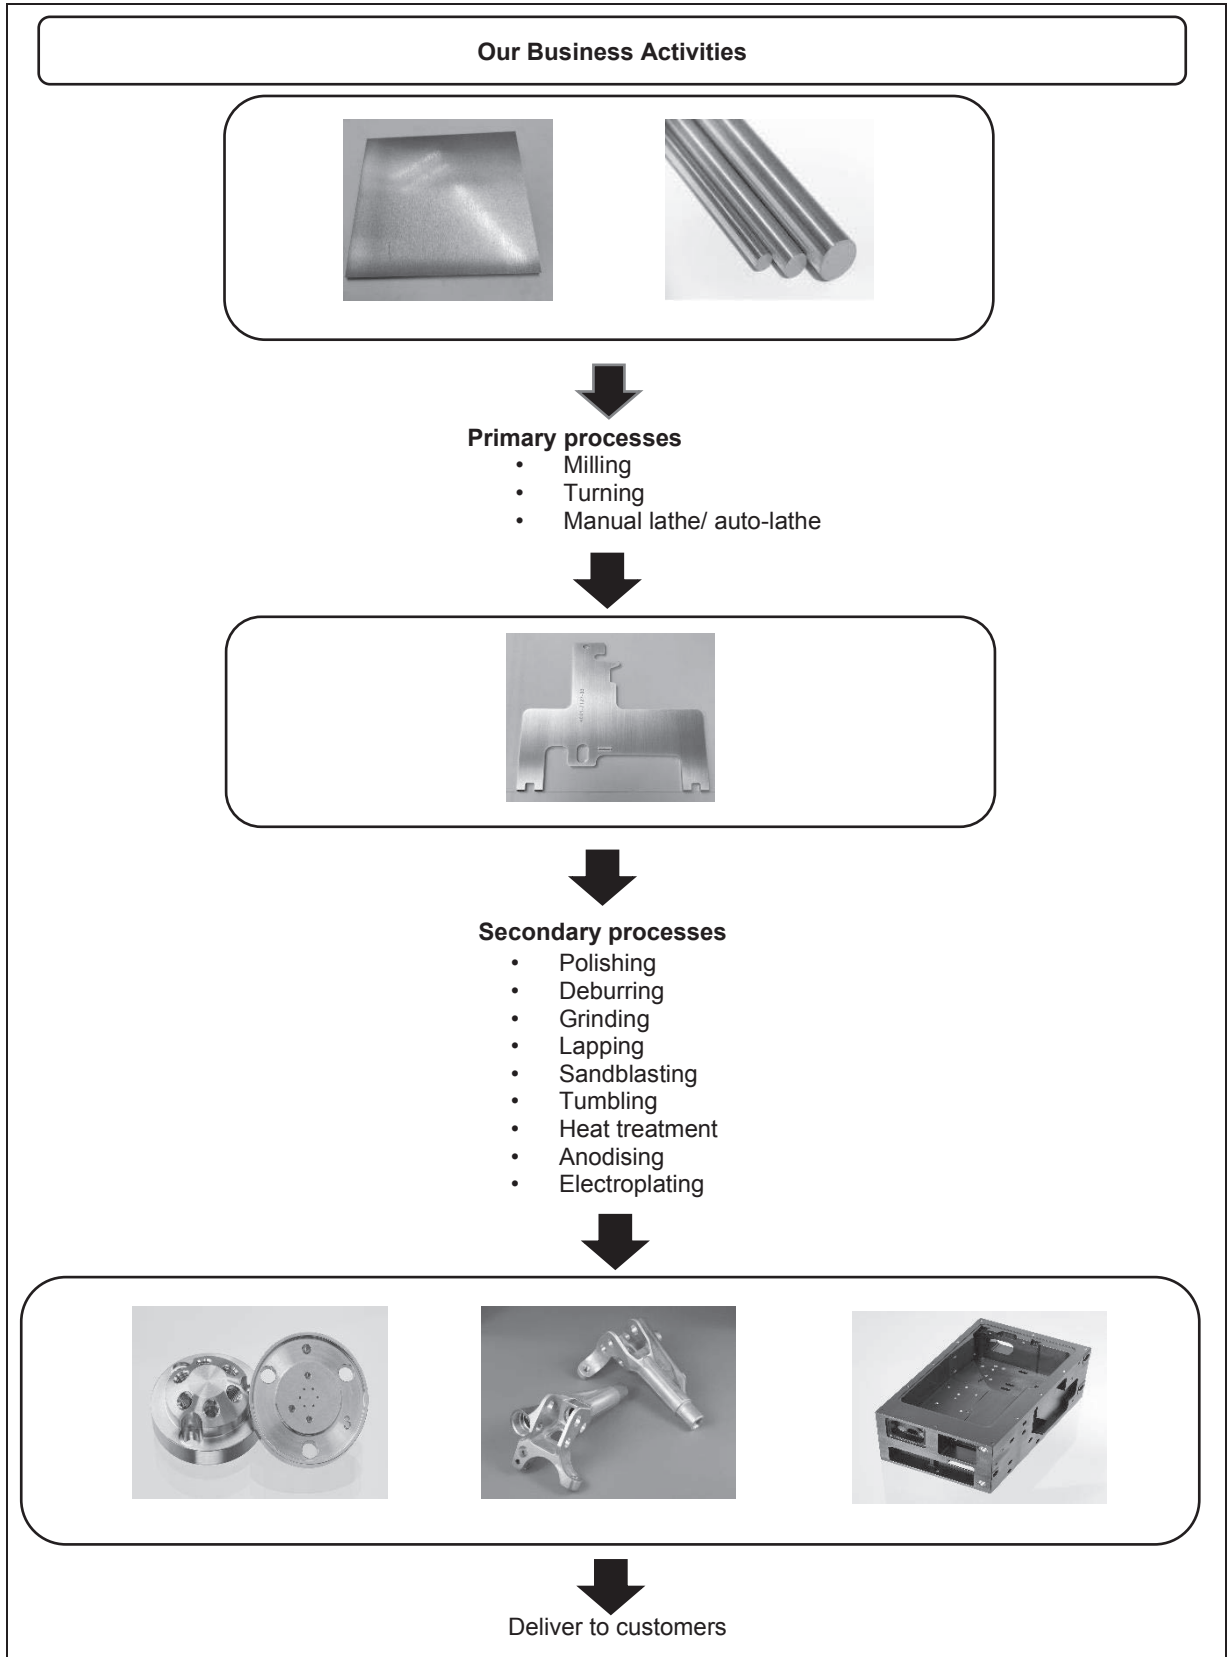 Our Business Activities
Primary processes
• Milling
• Turning
• Manual lathe/ auto-lathe
Secondary processes
• Polishing
• Deburring
• Grinding
• Lapping
• Sandblasting
• Tumbling
• Heat treatment
• Anodising
• Electroplating
Deliver to customers